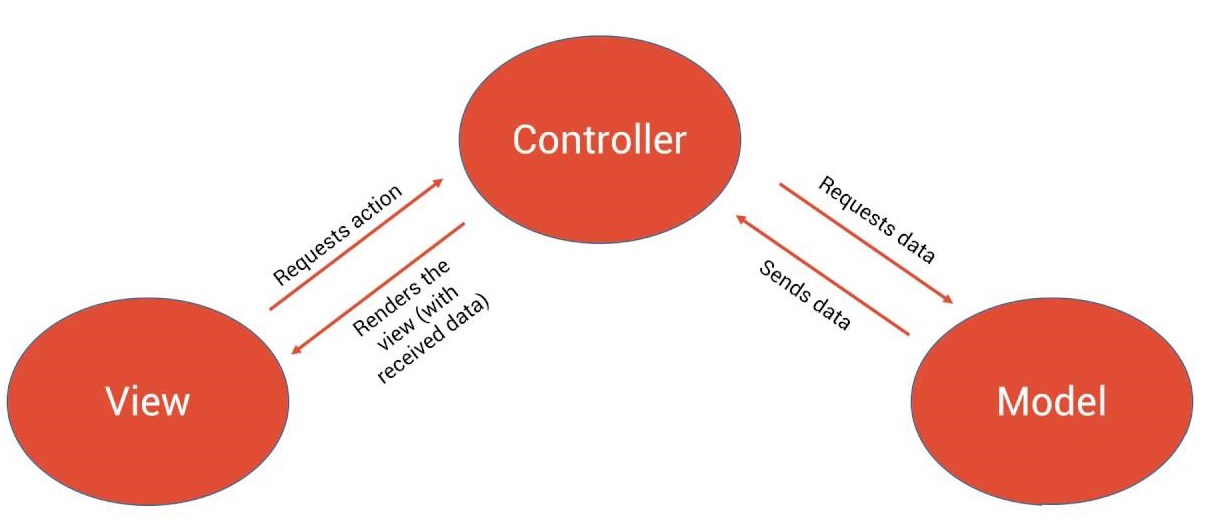 Controller
Requests action
Renders the
view (with
received data)
Requests data
Sends data
View
Model